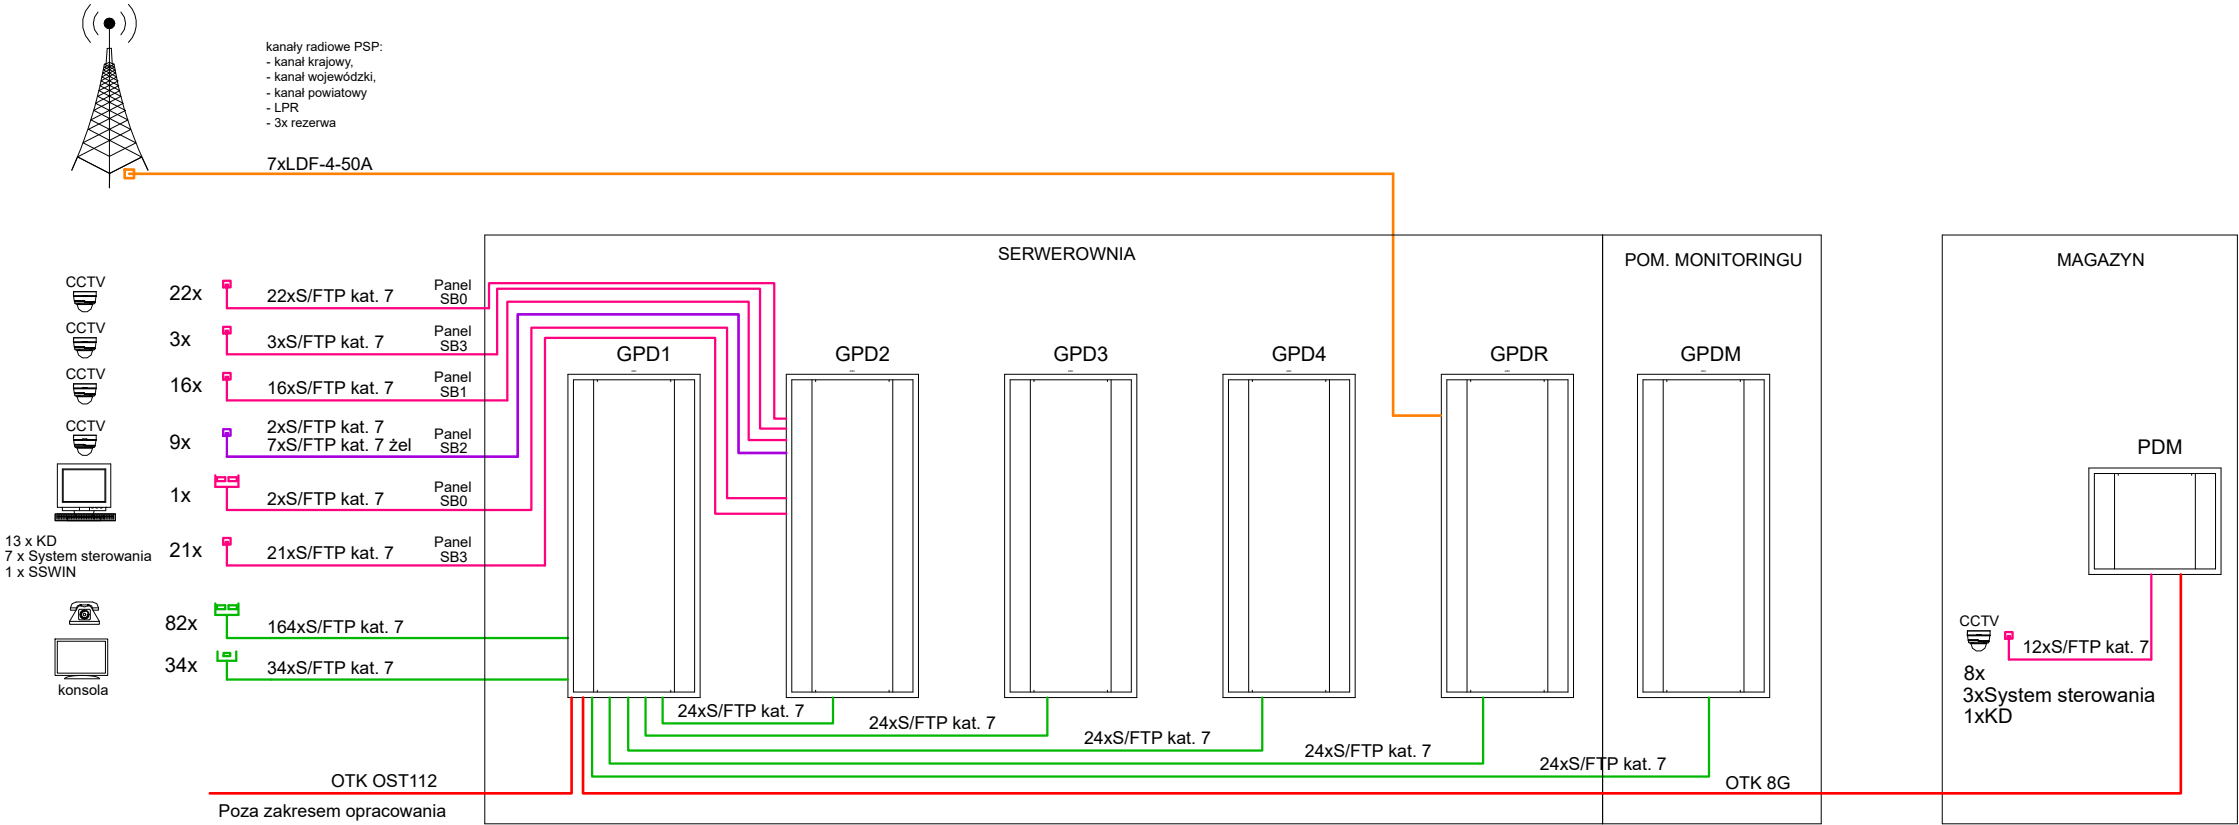 kanały radiowe PSP:
- kanał krajowy,
- kanał wojewódzki,
- kanał powiatowy
- LPR
- 3x rezerwa
7xLDF-4-50A
SERWEROWNIA
POM. MONITORINGU
MAGAZYN
CCTV
22x
22xS/FTP kat. 7
Panel
SB0
CCTV
3x
3xS/FTP kat. 7
Panel
SB3
CCTV
16x
16xS/FTP kat. 7
Panel
SB1
CCTV
9x
2xS/FTP kat. 7
7xS/FTP kat. 7 żel
Panel
SB2
1x
2xS/FTP kat. 7
Panel
SB0
13 x KD
7 x System sterowania
1 x SSWIN
21x
21xS/FTP kat. 7
Panel
SB3
82x
164xS/FTP kat. 7
34x
34xS/FTP kat. 7
konsola
GPD1
GPD2
GPD3
GPD4
GPDR
GPDM
PDM
24xS/FTP kat. 7
24xS/FTP kat. 7
24xS/FTP kat. 7
24xS/FTP kat. 7
24xS/FTP kat. 7
OTK OST112
Poza zakresem opracowania
OTK 8G
CCTV
12xS/FTP kat. 7
8x
3xSystem sterowania
1xKD